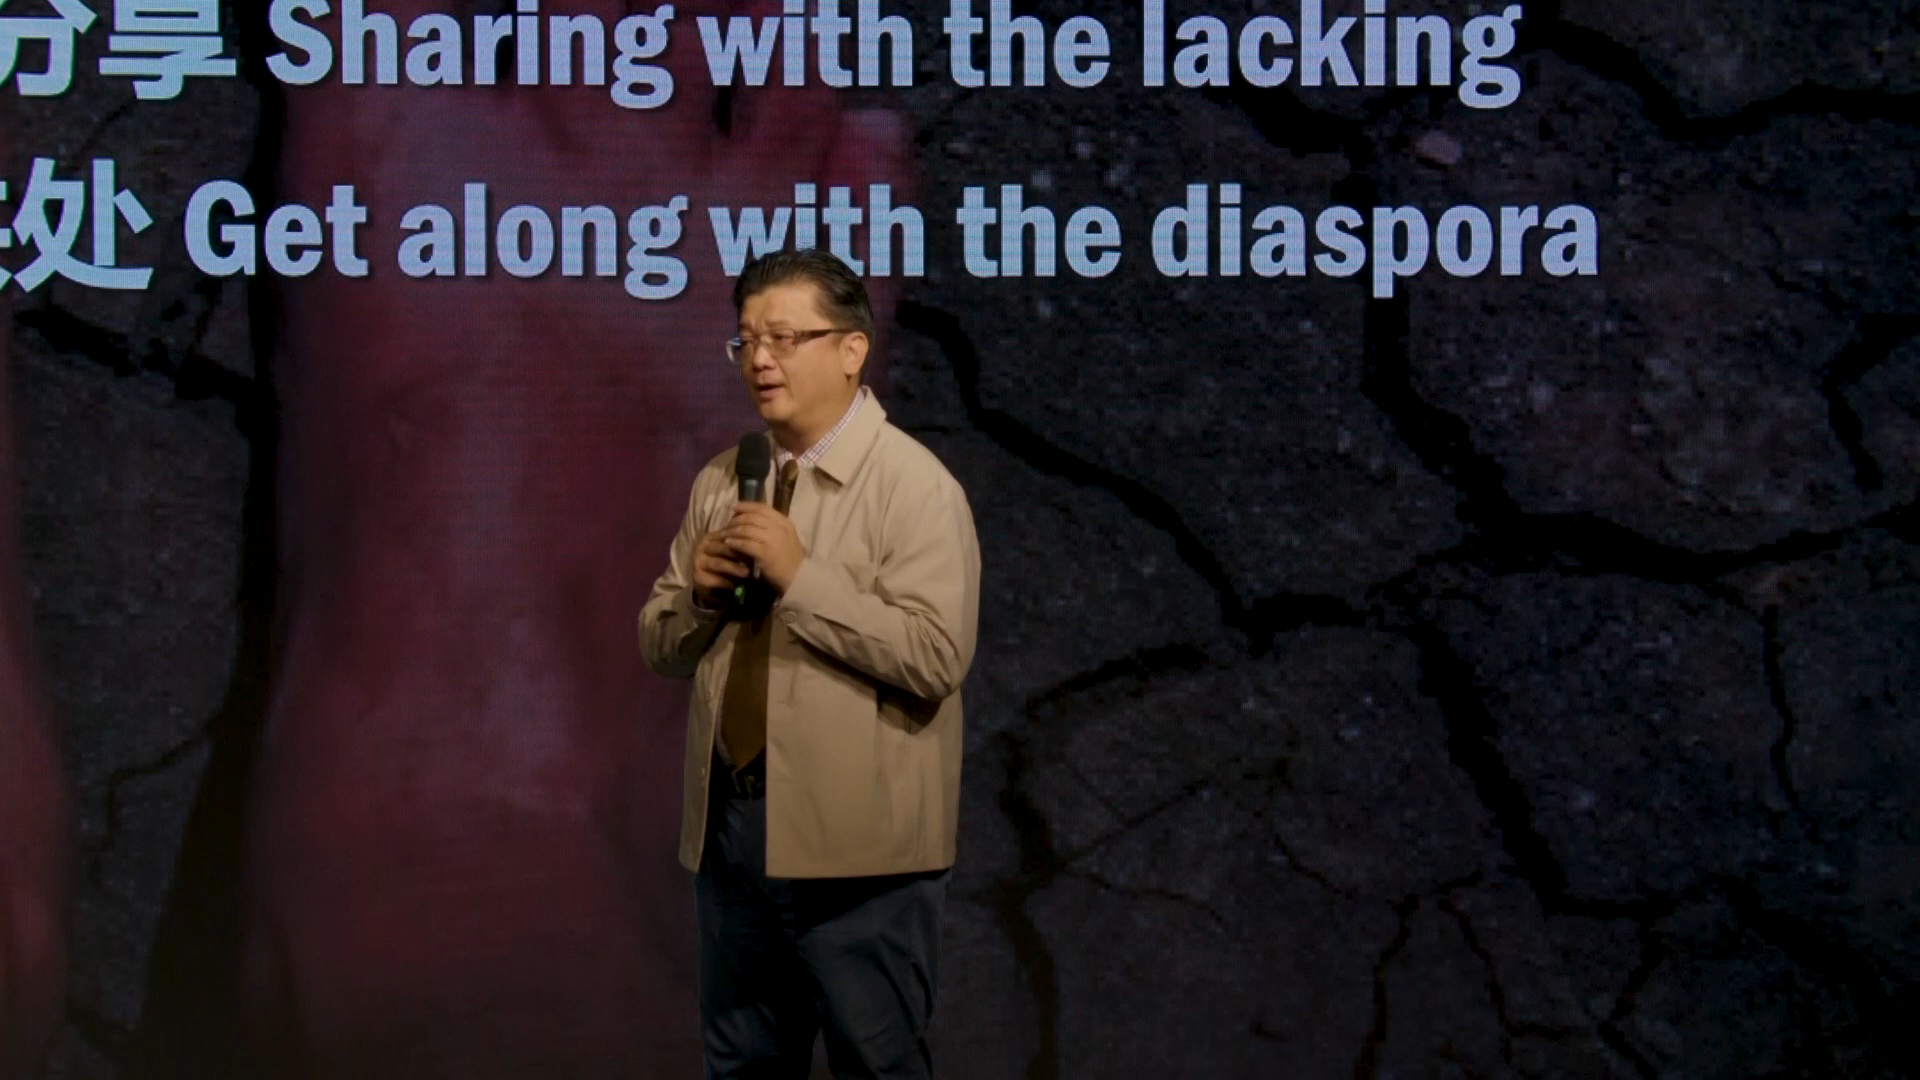 分享 Sharing with the lacking
处 Get along with the diaspora